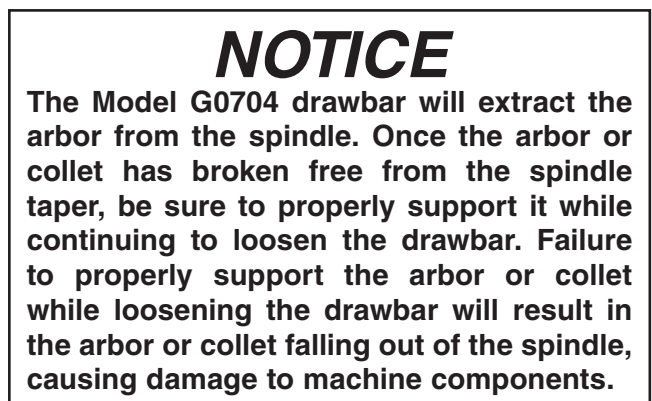 NOTICE
The Model G0704 drawbar will extract the
arbor from the spindle. Once the arbor or
collet has broken free from the spindle
taper, be sure to properly support it while
continuing to loosen the drawbar. Failure
to properly support the arbor or collet
while loosening the drawbar will result in
the arbor or collet falling out of the spindle,
causing damage to machine components.